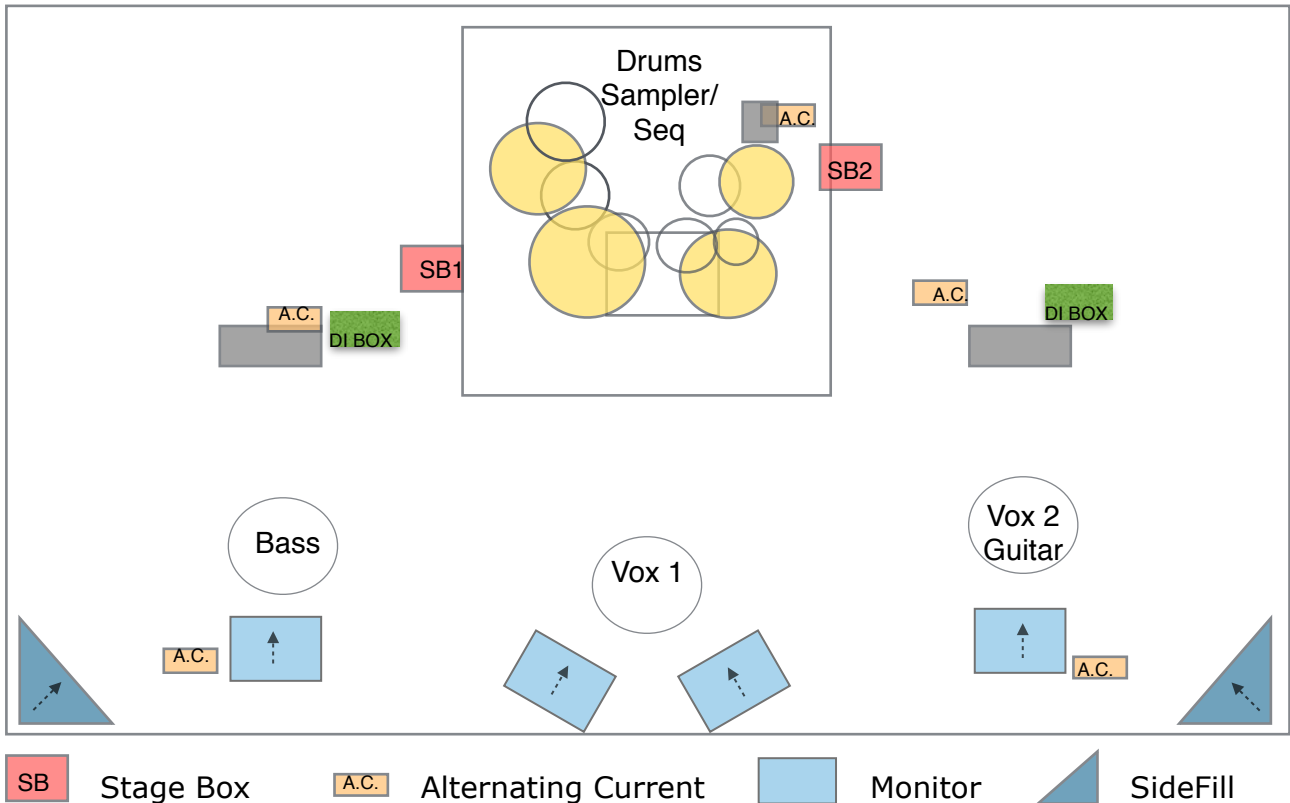 Drums
Sampler/
Seq
A.C.
SB2
SB1
A.C.
A.C.
DI BOX
DI BOX
Bass
Vox 1
Vox 2
Guitar
A.C.
A.C.
SB
Stage Box
A.C.
Alternating Current
Monitor
SideFill